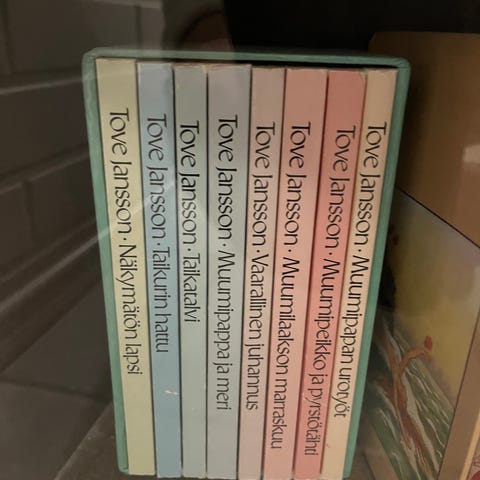 Tove Jansson · Näkymätön lapsi
Tove Jansson · Taikurin hattu
Tove Jansson · Taikatalvi
Tove Jansson · Muumipappa ja meri
Tove Jansson · Vaarallinen juhannus
Tove Jansson · Muumilaakson marraskuu
Tove Jansson · Muumipeikko ja pyrstötähti
Tove Jansson · Muumipapan urotyöt